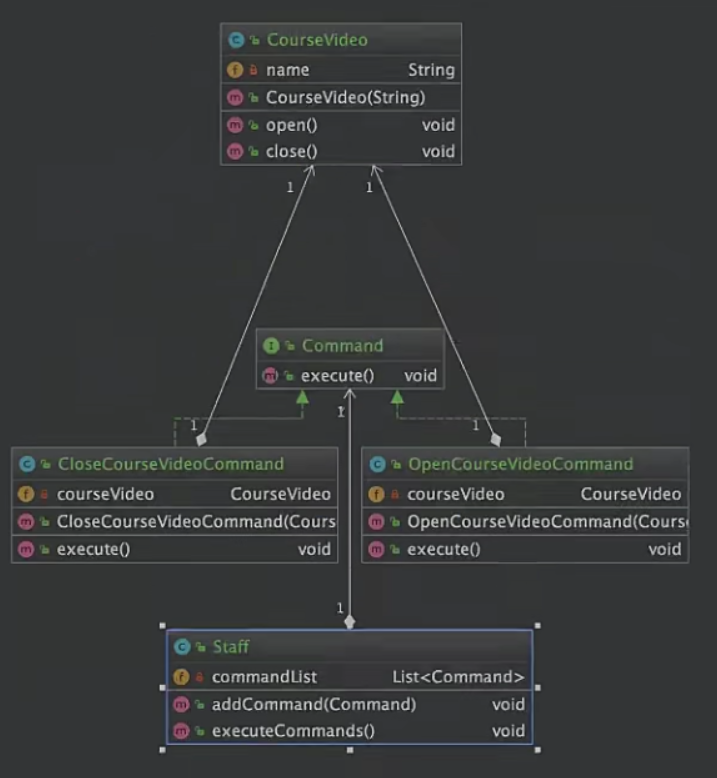 CourseVideo
name String
CourseVideo(String)
open() void
close() void
1 1
Command
execute() void
1
1 1
CloseCourseVideoCommand
courseVideo CourseVideo
CloseCourseVideoCommand(Cours
execute() void
OpenCourseVideoCommand
courseVideo CourseVideo
OpenCourseVideoCommand(Cours
execute() void
1
Staff
commandList List<Command>
addCommand(Command) void
executeCommands() void